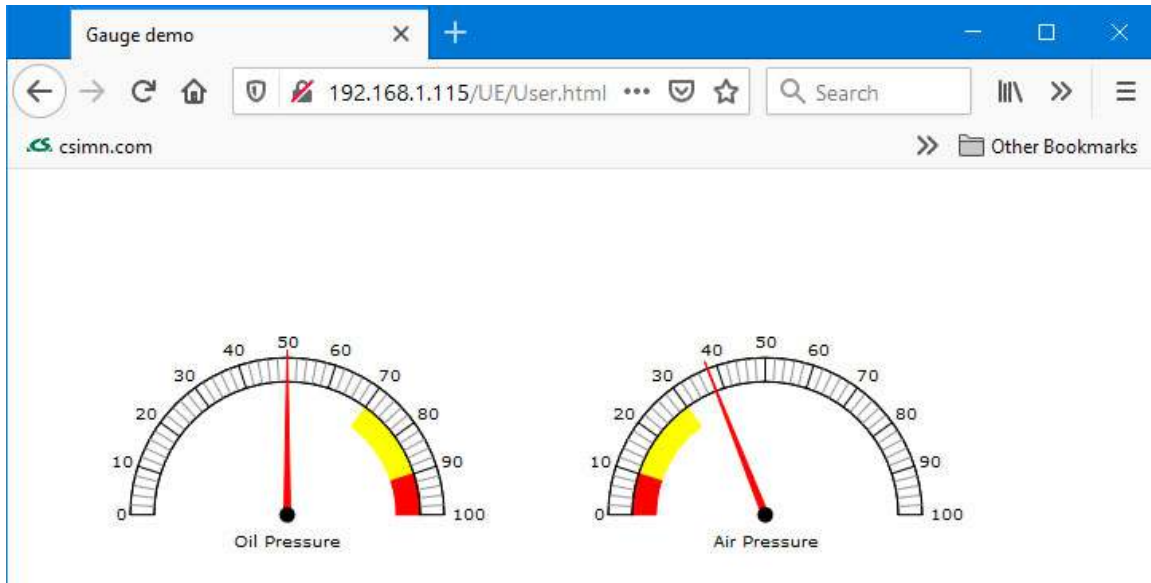 Gauge demo
192.168.1.115/UE/User.html
Search
.CS. csimn.com
Other Bookmarks
0 10 20 30 40 50 60 70 80 90 100
Oil Pressure
0 10 20 30 40 50 60 70 80 90 100
Air Pressure